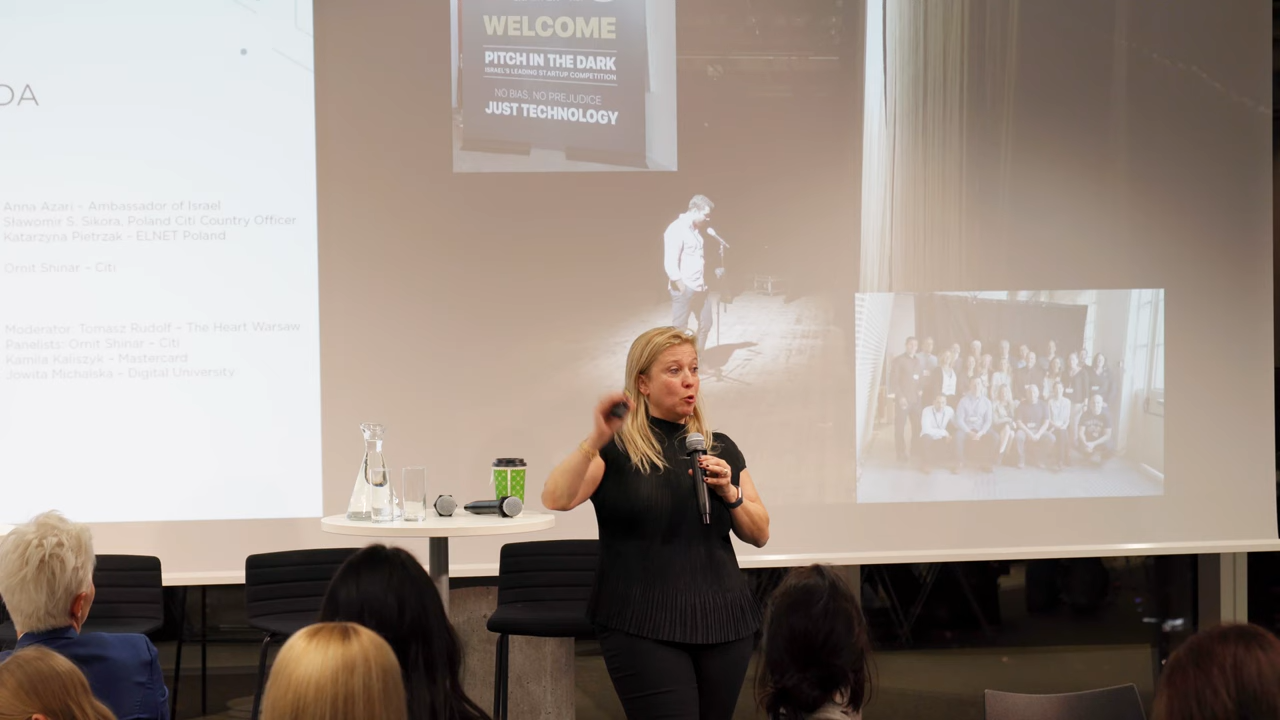 DA
Anna Azari – Ambassador of Israel
Sławomir S. Sikora, Poland Citi Country Officer
Katarzyna Pietrzak – ELNET Poland
Ornit Shinar – Citi
Moderator: Tomasz Rudolf – The Heart Warsaw
Panelists: Ornit Shinar – Citi
Kamila Kaliszyk – Mastercard
Jowita Michalska – Digital University
WELCOME
PITCH IN THE DARK
ISRAEL'S LEADING STARTUP COMPETITION
NO BIAS, NO PREJUDICE
JUST TECHNOLOGY